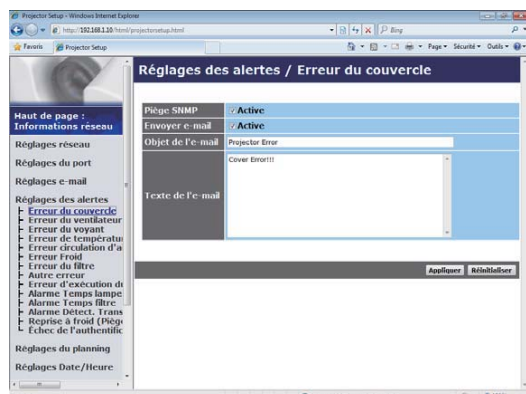 Projector Setup - Windows Internet Explorer
http://192.168.1.10/html/projectorsetup.html
Bing
Favoris
Projector Setup
Page
Sécurité
Outils
Réglages des alertes / Erreur du couvercle
Haut de page :
Informations réseau
Réglages réseau
Réglages du port
Réglages e-mail
Réglages des alertes
Erreur du couvercle
Erreur du ventilateur
Erreur du voyant
Erreur de températu
Erreur circulation d'a
Erreur Froid
Erreur du filtre
Autre erreur
Erreur d'exécution du
Alarme Temps lampe
Alarme Temps filtre
Alarme Détect. Trans
Reprise à froid (Piège
Échec de l'authentific
Réglages du planning
Réglages Date/Heure
Piège SNMP
Active
Envoyer e-mail
Active
Objet de l'e-mail
Projector Error
Texte de l'e-mail
Cover Error!!!
Appliquer
Réinitialiser